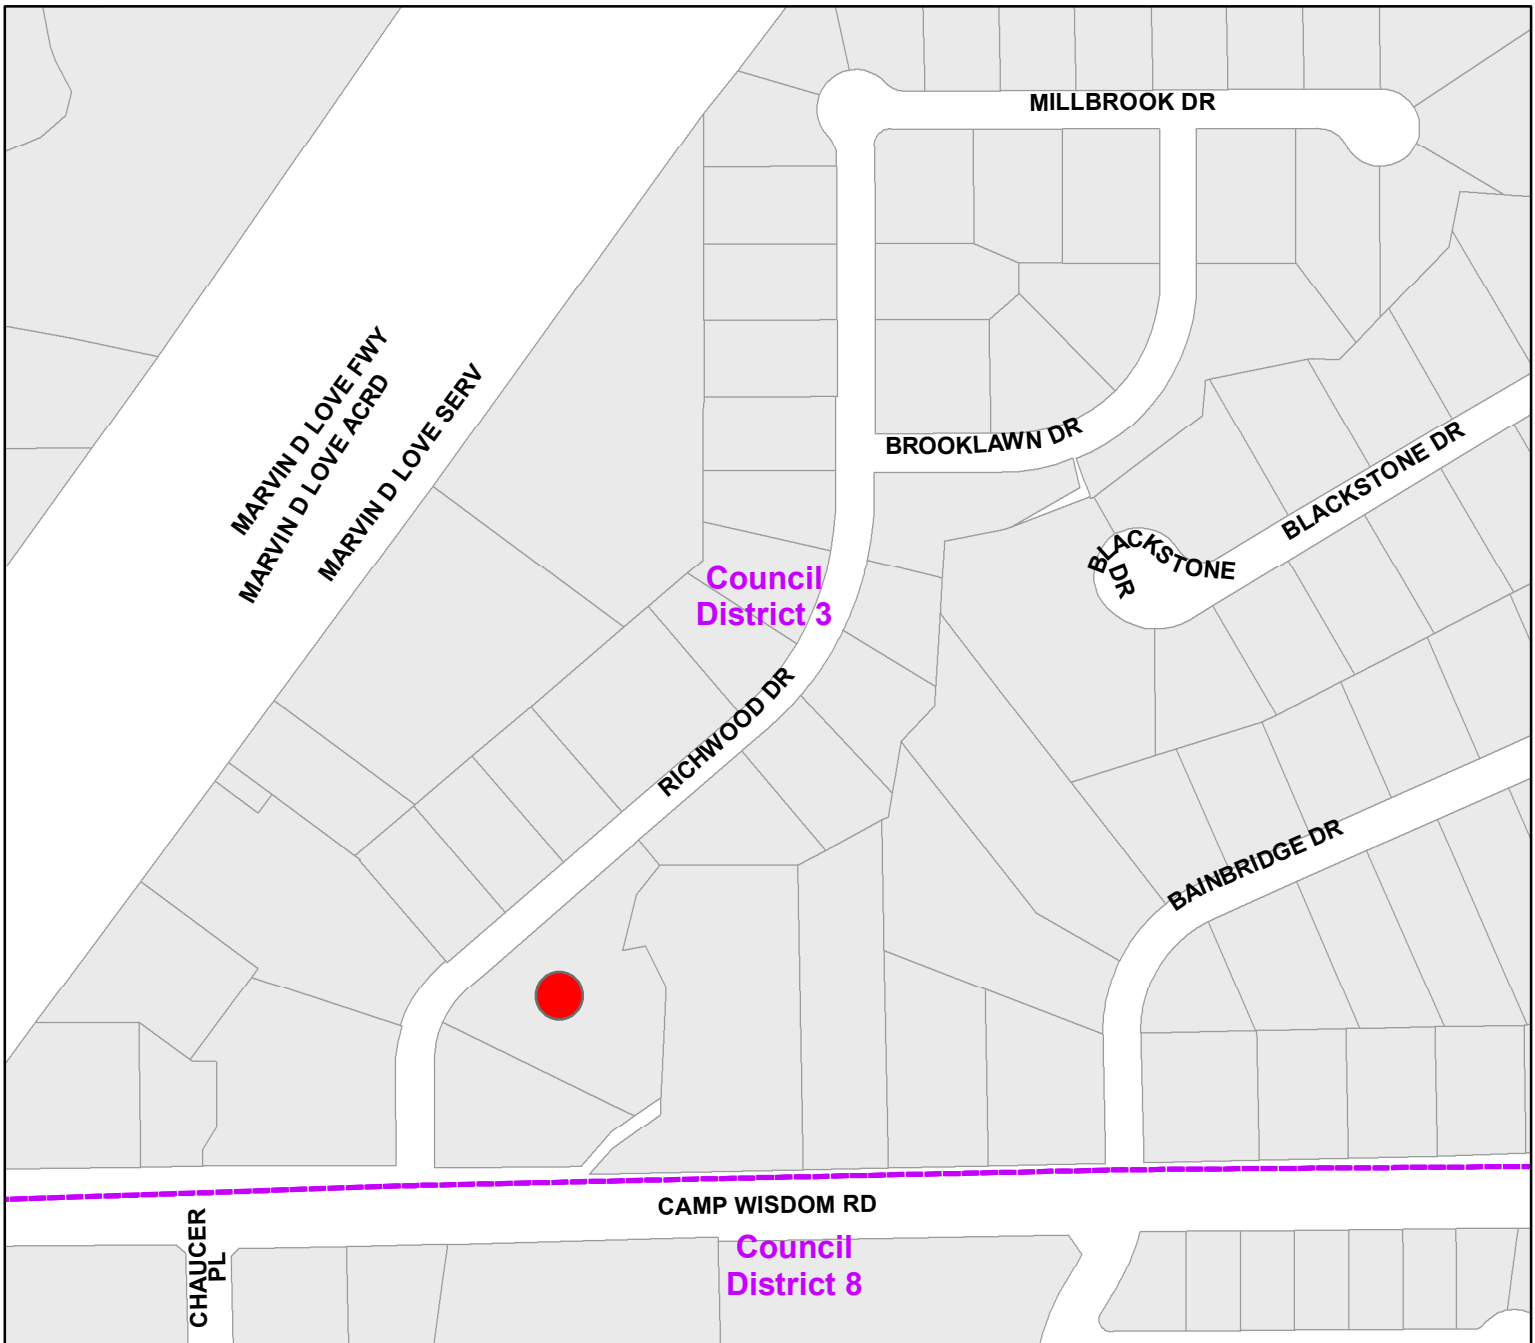 MILLBROOK DR
MARVIN D LOVE FWY
MARVIN D LOVE ACRD
MARVIN D LOVE SERV
BROOKLAWN DR
BLACKSTONE DR
BLACKSTONE
DR
Council
District 3
RICHWOOD DR
BAINBRIDGE DR
CAMP WISDOM RD
CHAUCER
PL
Council
District 8